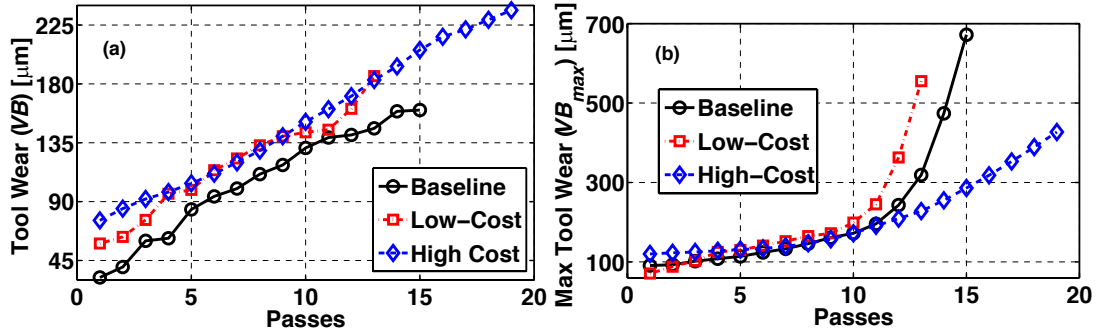 Tool Wear (VB) [μm]
225
180
135
90
45
(a)
Baseline
Low-Cost
High Cost
0
5
10
15
20
Passes
Max Tool Wear (VBmax) [μm]
700
500
300
100
(b)
Baseline
Low-Cost
High-Cost
0
5
10
15
20
Passes